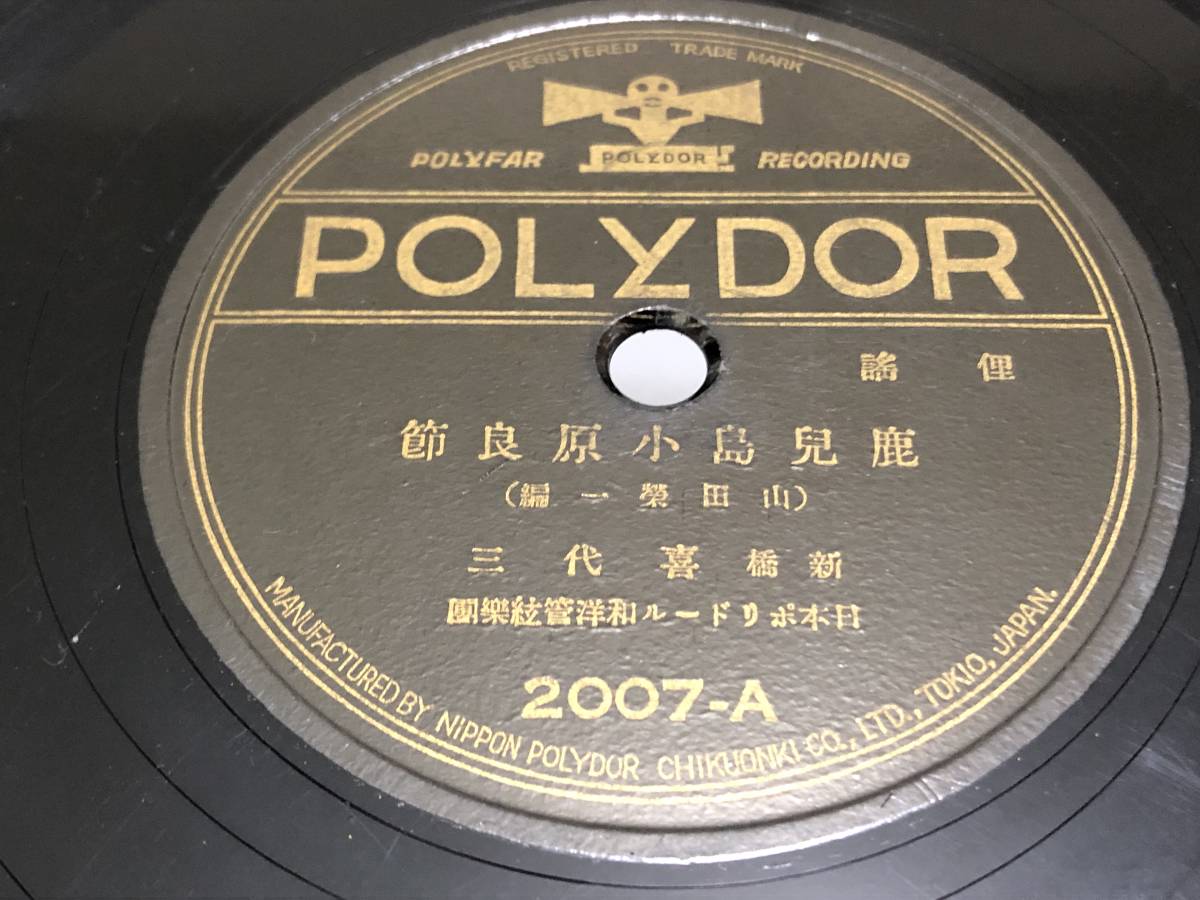 REGISTERED TRADE MARK
POLYFAR POLYDOR RECORDING
POLYDOR
俚謠
鹿兒島小原良節
(山田榮一編)
新橋喜代三
日本ポリドール和洋管絃樂團
2007-A
MANUFACTURED BY NIPPON POLYDOR CHIKUONKI CO., LTD., TOKIO, JAPAN.